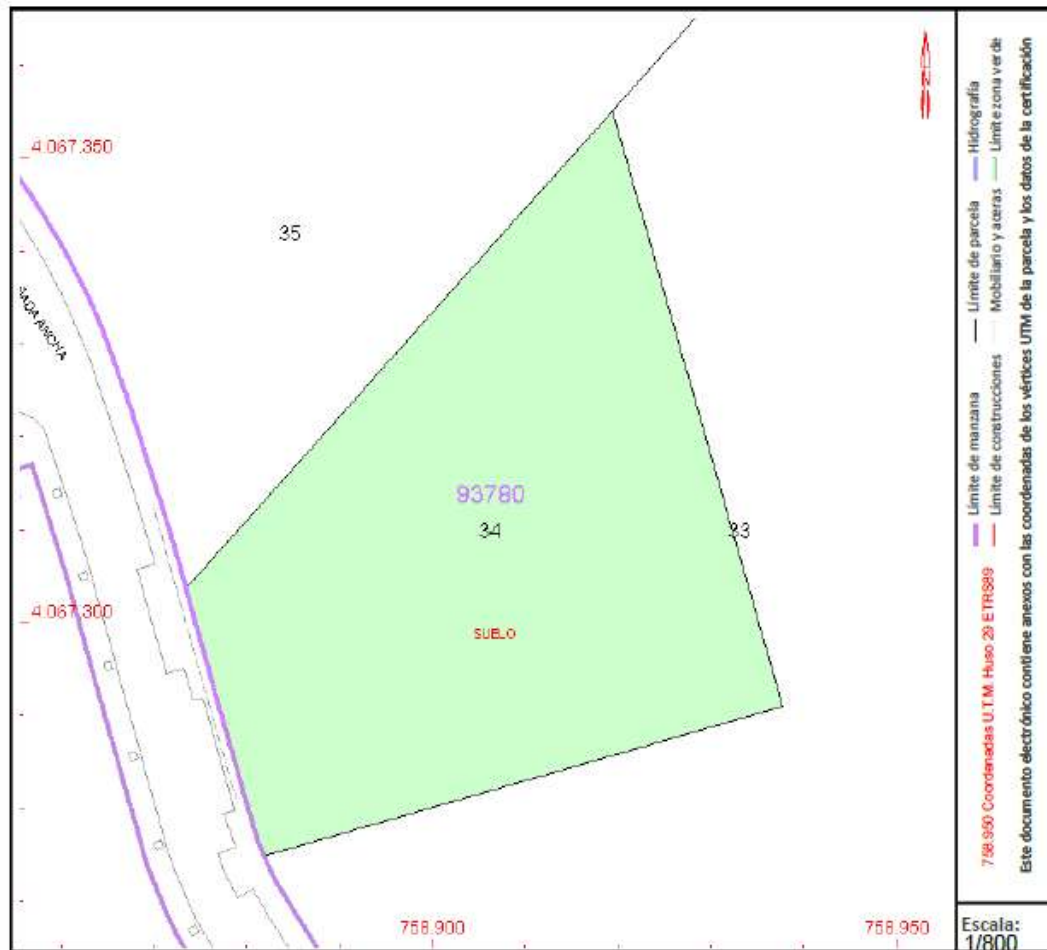 4.067.350
35
93780
34
33
4.067.300
SUELO
758.900
758.950
Límite de manzana
Límite de parcela
Hidrografía
758.950 Coordenadas U.T.M. Huso 29 ETRS89
Límite de construcciones
Mobiliario y aceras
Límite zona verde
Este documento electrónico contiene anexos con las coordenadas de los vértices UTM de la parcela y los datos de la certificación
Escala:
1/800